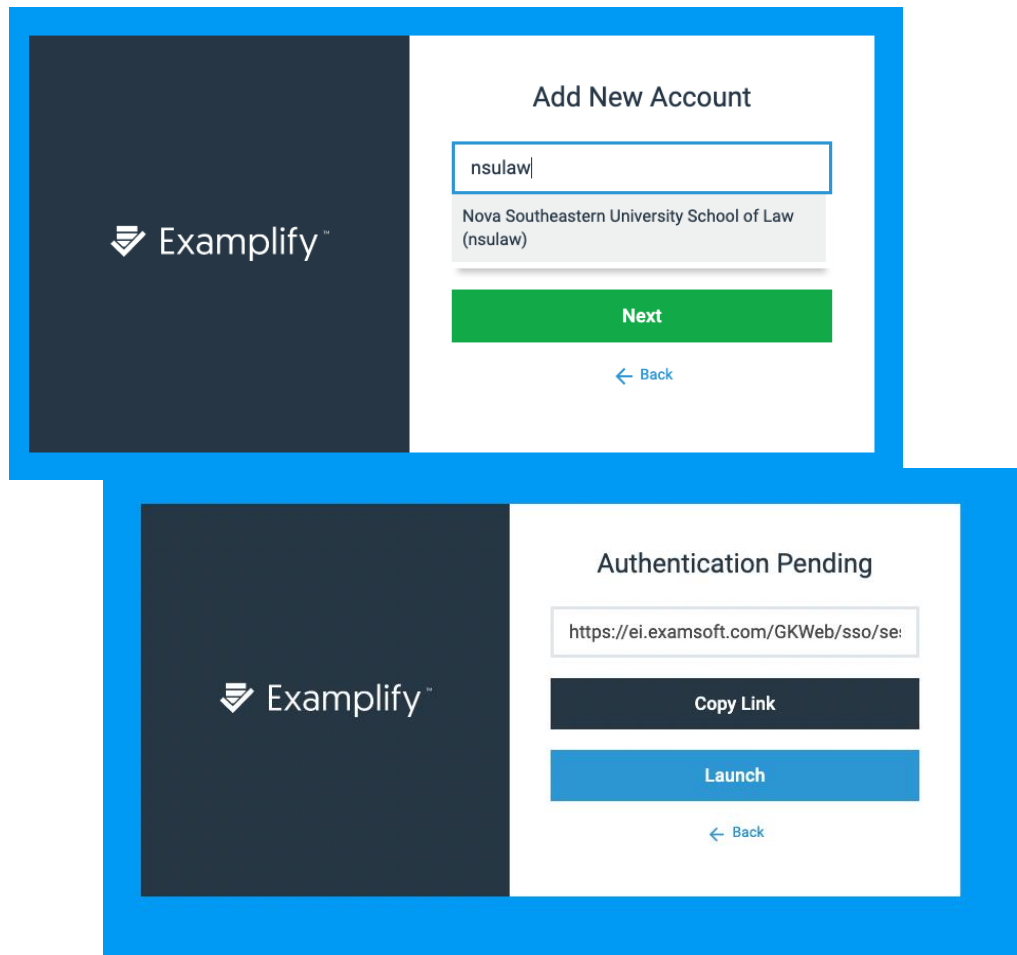 Add New Account
nsulaw
Nova Southeastern University School of Law
(nsulaw)
Examplify™
Next
← Back
Authentication Pending
https://ei.examsoft.com/GKWeb/sso/se
Copy Link
Examplify™
Launch
← Back